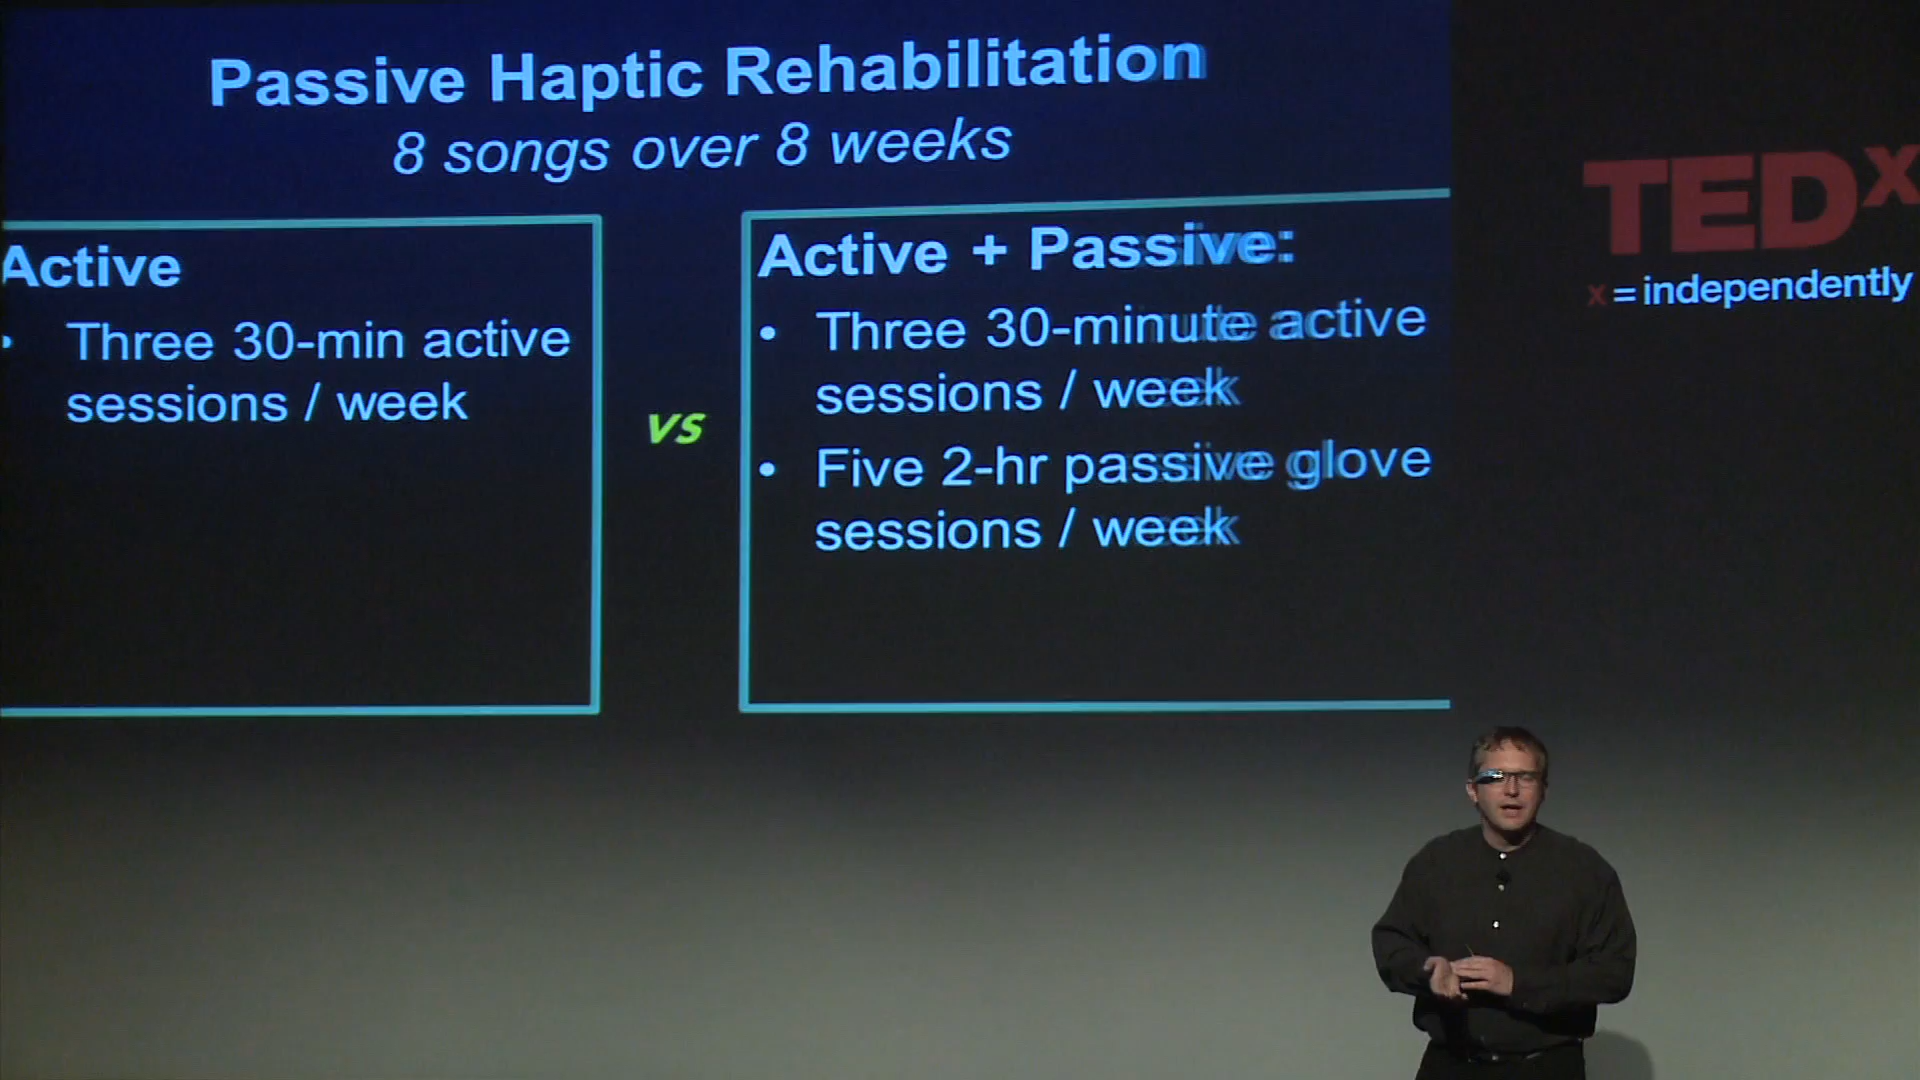 Passive Haptic Rehabilitation
8 songs over 8 weeks
Active
• Three 30-min active
sessions / week
vs
Active + Passive:
• Three 30-minute active
sessions / week
• Five 2-hr passive glove
sessions / week
TEDx
x = independently